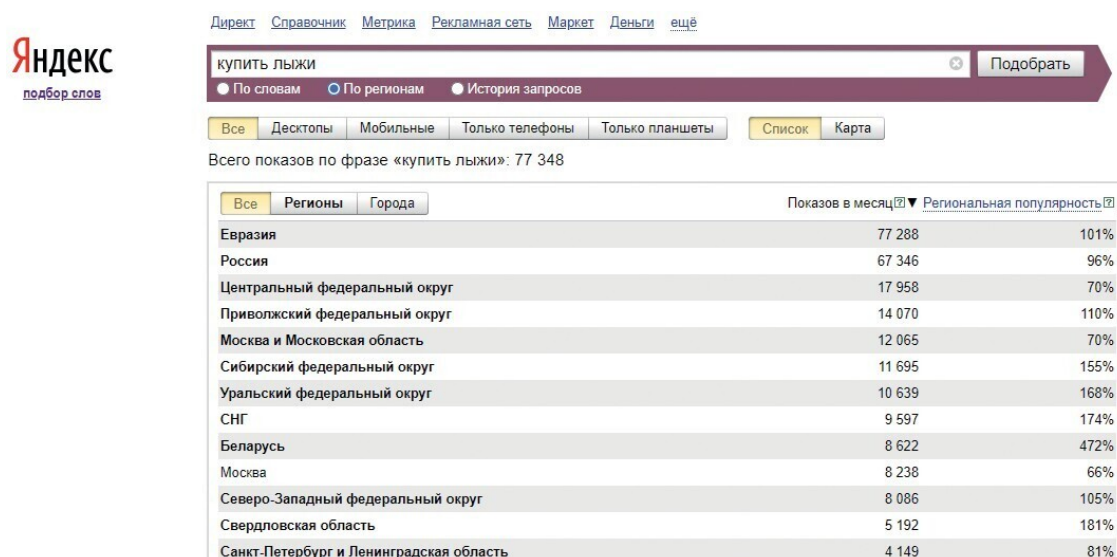 Директ Справочник Метрика Рекламная сеть Маркет Деньги ещё
Яндекс
подбор слов
купить лыжи Подобрать
По словам По регионам История запросов
Все Десктопы Мобильные Только телефоны Только планшеты Список Карта
Всего показов по фразе «купить лыжи»: 77 348
Все Регионы Города Показов в месяц[?]▼ Региональная популярность[?]
Евразия 77 288 101%
Россия 67 346 96%
Центральный федеральный округ 17 958 70%
Приволжский федеральный округ 14 070 110%
Москва и Московская область 12 065 70%
Сибирский федеральный округ 11 695 155%
Уральский федеральный округ 10 639 168%
СНГ 9 597 174%
Беларусь 8 622 472%
Москва 8 238 66%
Северо-Западный федеральный округ 8 086 105%
Свердловская область 5 192 181%
Санкт-Петербург и Ленинградская область 4 149 81%